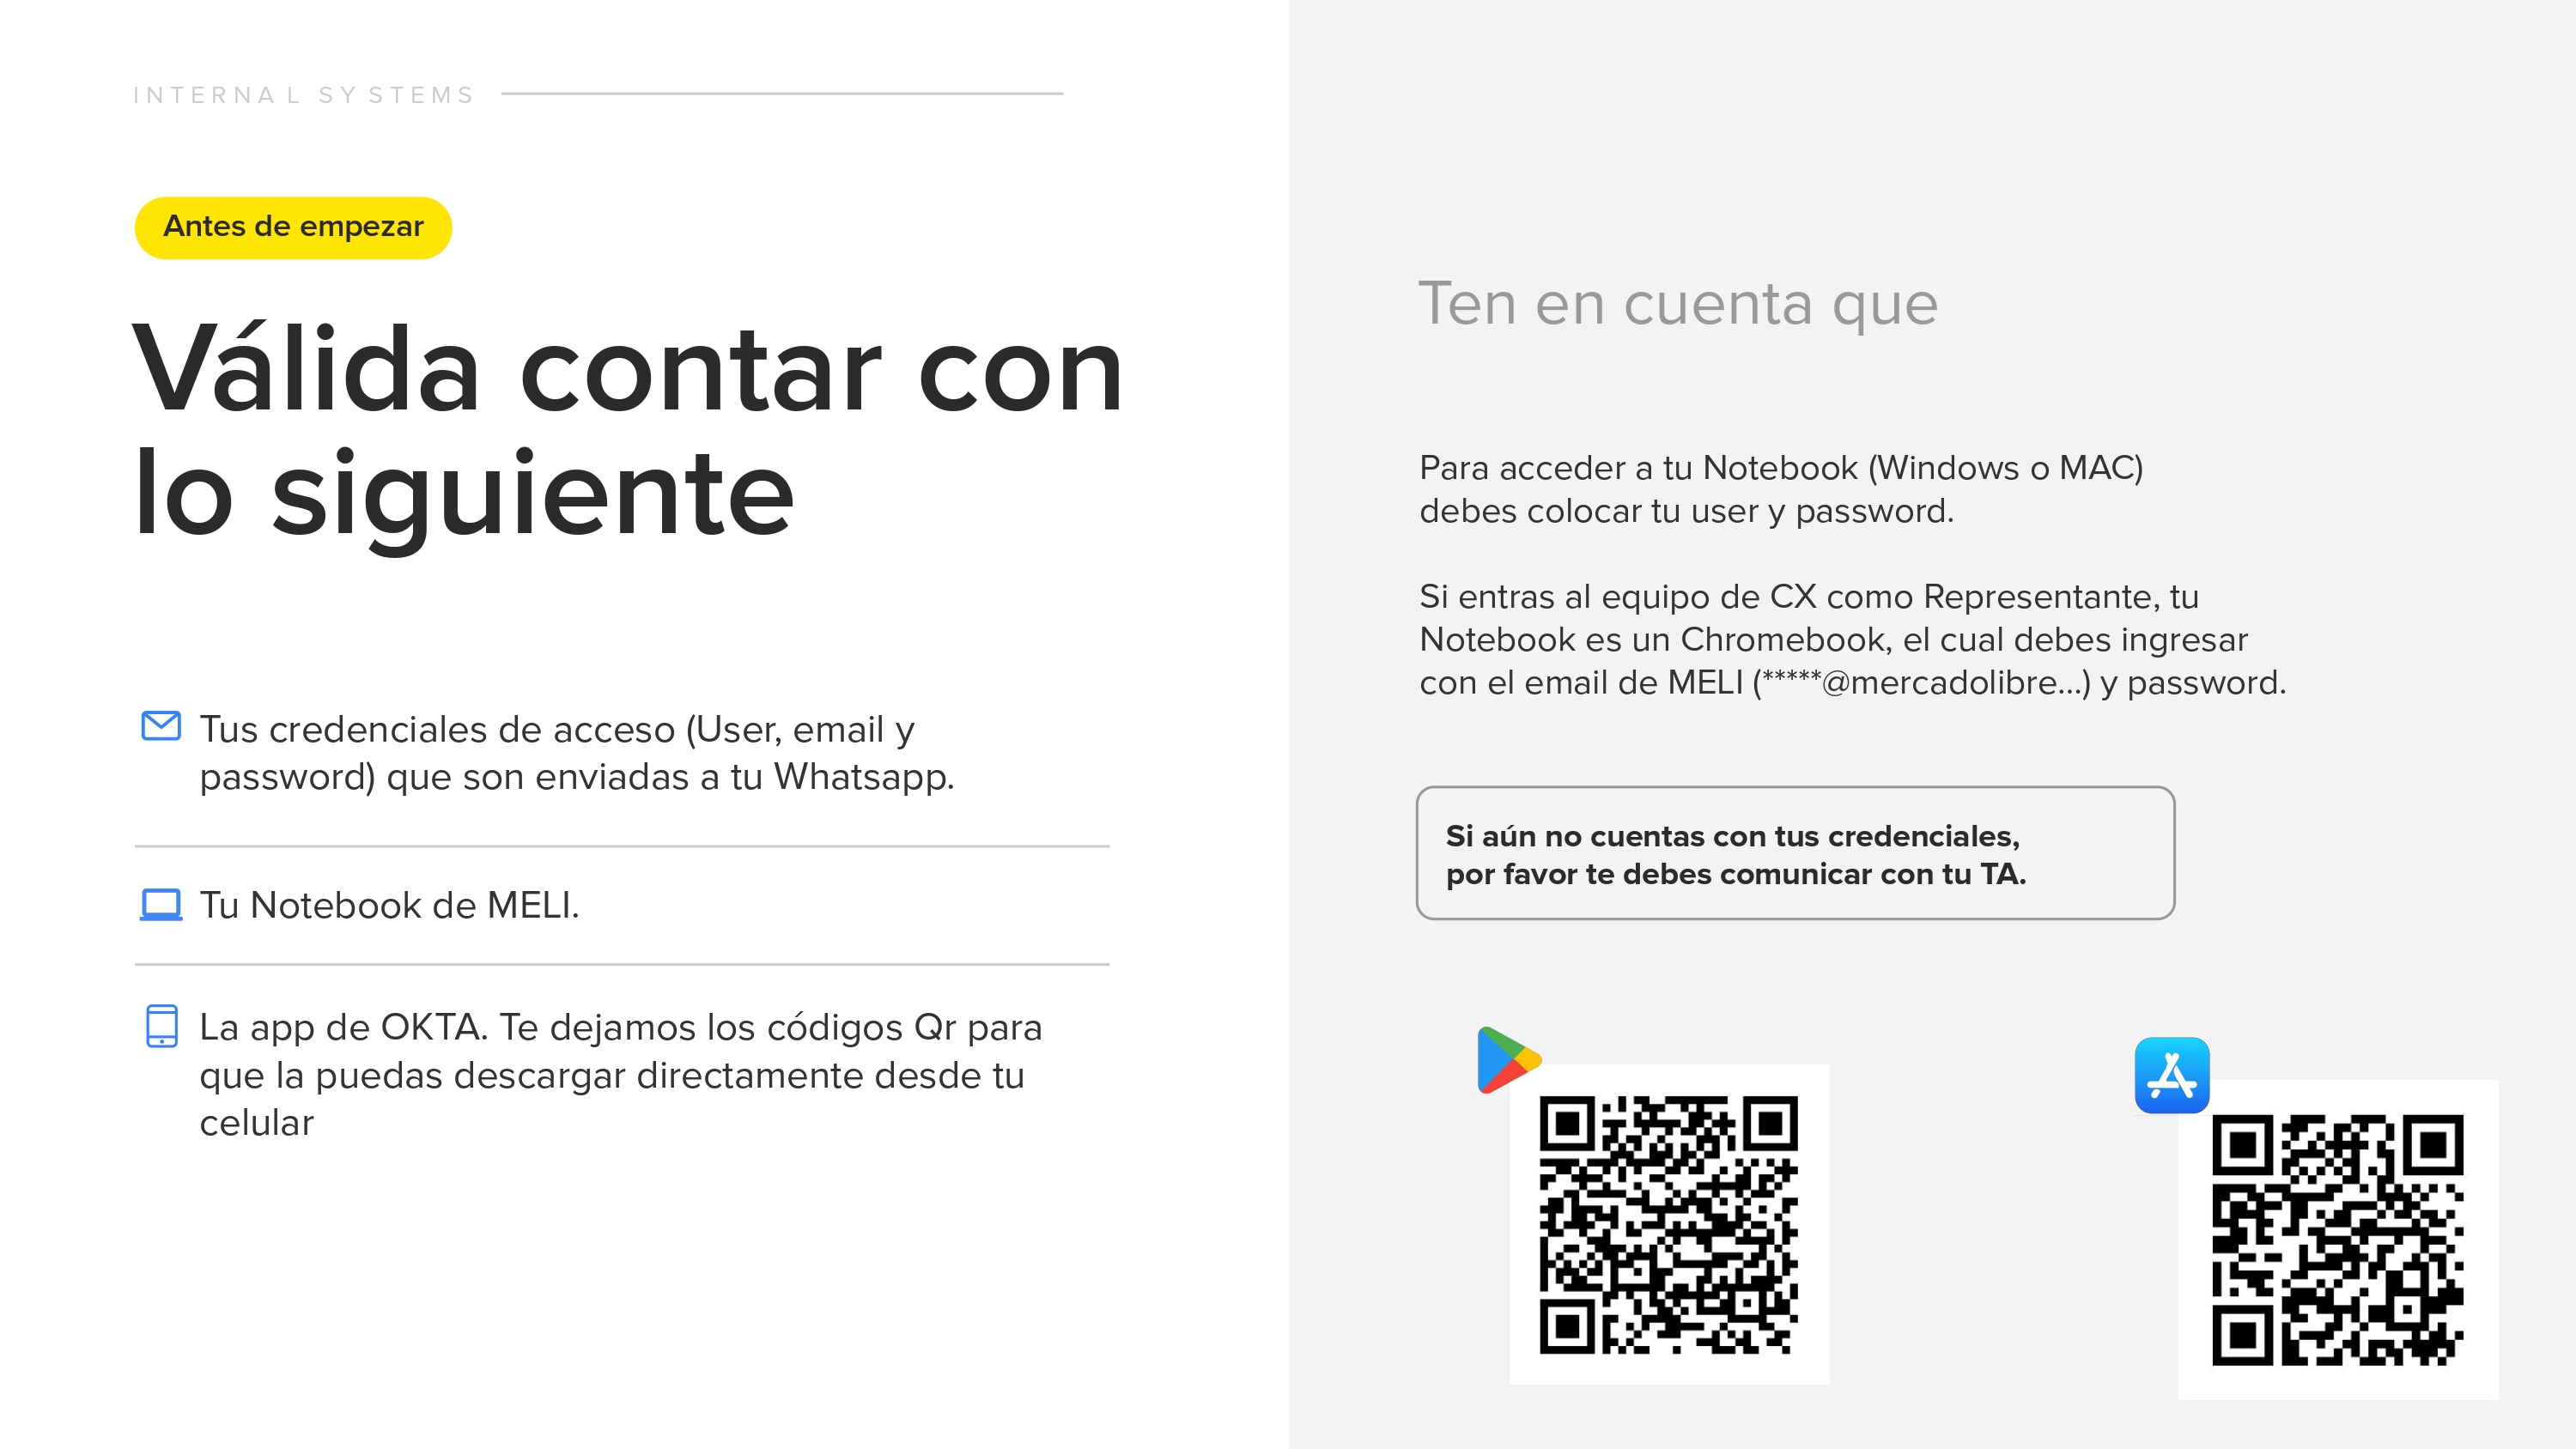 INTERNAL SYSTEMS
Antes de empezar
Válida contar con
lo siguiente
Tus credenciales de acceso (User, email y
password) que son enviadas a tu Whatsapp.
Tu Notebook de MELI.
La app de OKTA. Te dejamos los códigos Qr para
que la puedas descargar directamente desde tu
celular
Ten en cuenta que
Para acceder a tu Notebook (Windows o MAC)
debes colocar tu user y password.
Si entras al equipo de CX como Representante, tu
Notebook es un Chromebook, el cual debes ingresar
con el email de MELI (*****@mercadolibre...) y password.
Si aún no cuentas con tus credenciales,
por favor te debes comunicar con tu TA.